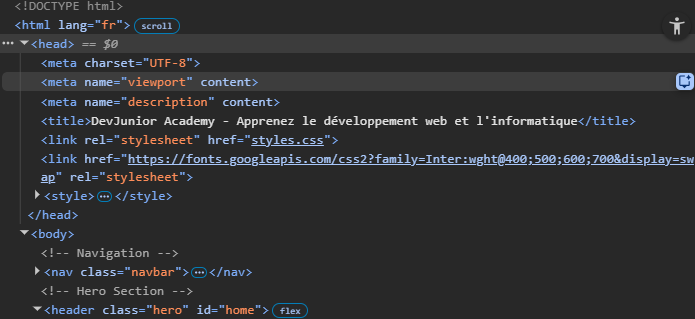 <!DOCTYPE html>
<html lang="fr"> scroll
··· ▼<head> == $0
<meta charset="UTF-8">
<meta name="viewport" content>
<meta name="description" content>
<title>DevJunior Academy - Apprenez le développement web et l'informatique</title>
<link rel="stylesheet" href="styles.css">
<link href="https://fonts.googleapis.com/css2?family=Inter:wght@400;500;600;700&display=sw
ap" rel="stylesheet">
▶<style>…</style>
</head>
▼<body>
<!-- Navigation -->
▶<nav class="navbar">…</nav>
<!-- Hero Section -->
▼<header class="hero" id="home"> flex